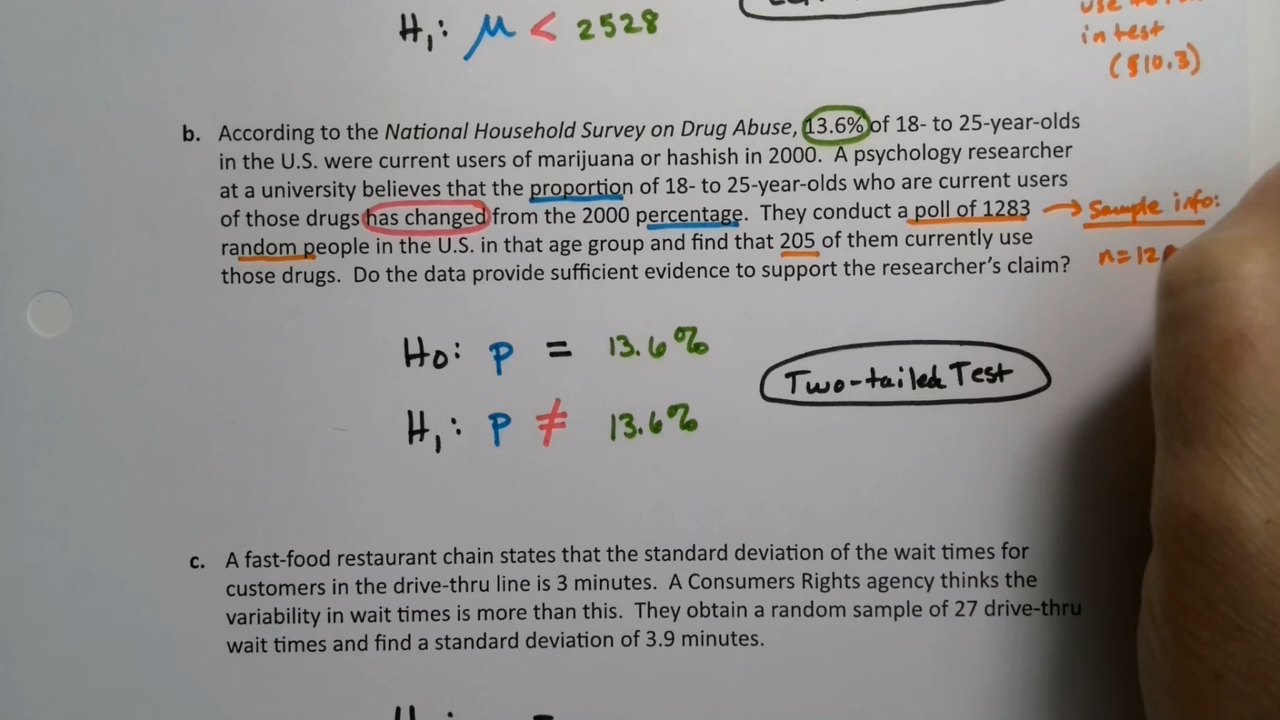 H₁: μ < 2528
in test
(§10.3)
b. According to the National Household Survey on Drug Abuse, 13.6% of 18- to 25-year-olds
in the U.S. were current users of marijuana or hashish in 2000. A psychology researcher
at a university believes that the proportion of 18- to 25-year-olds who are current users
of those drugs has changed from the 2000 percentage. They conduct a poll of 1283 → Sample info:
random people in the U.S. in that age group and find that 205 of them currently use
those drugs. Do the data provide sufficient evidence to support the researcher's claim? n=12
H0: p = 13.6%
Two-tailed Test
H₁: p ≠ 13.6%
c. A fast-food restaurant chain states that the standard deviation of the wait times for
customers in the drive-thru line is 3 minutes. A Consumers Rights agency thinks the
variability in wait times is more than this. They obtain a random sample of 27 drive-thru
wait times and find a standard deviation of 3.9 minutes.